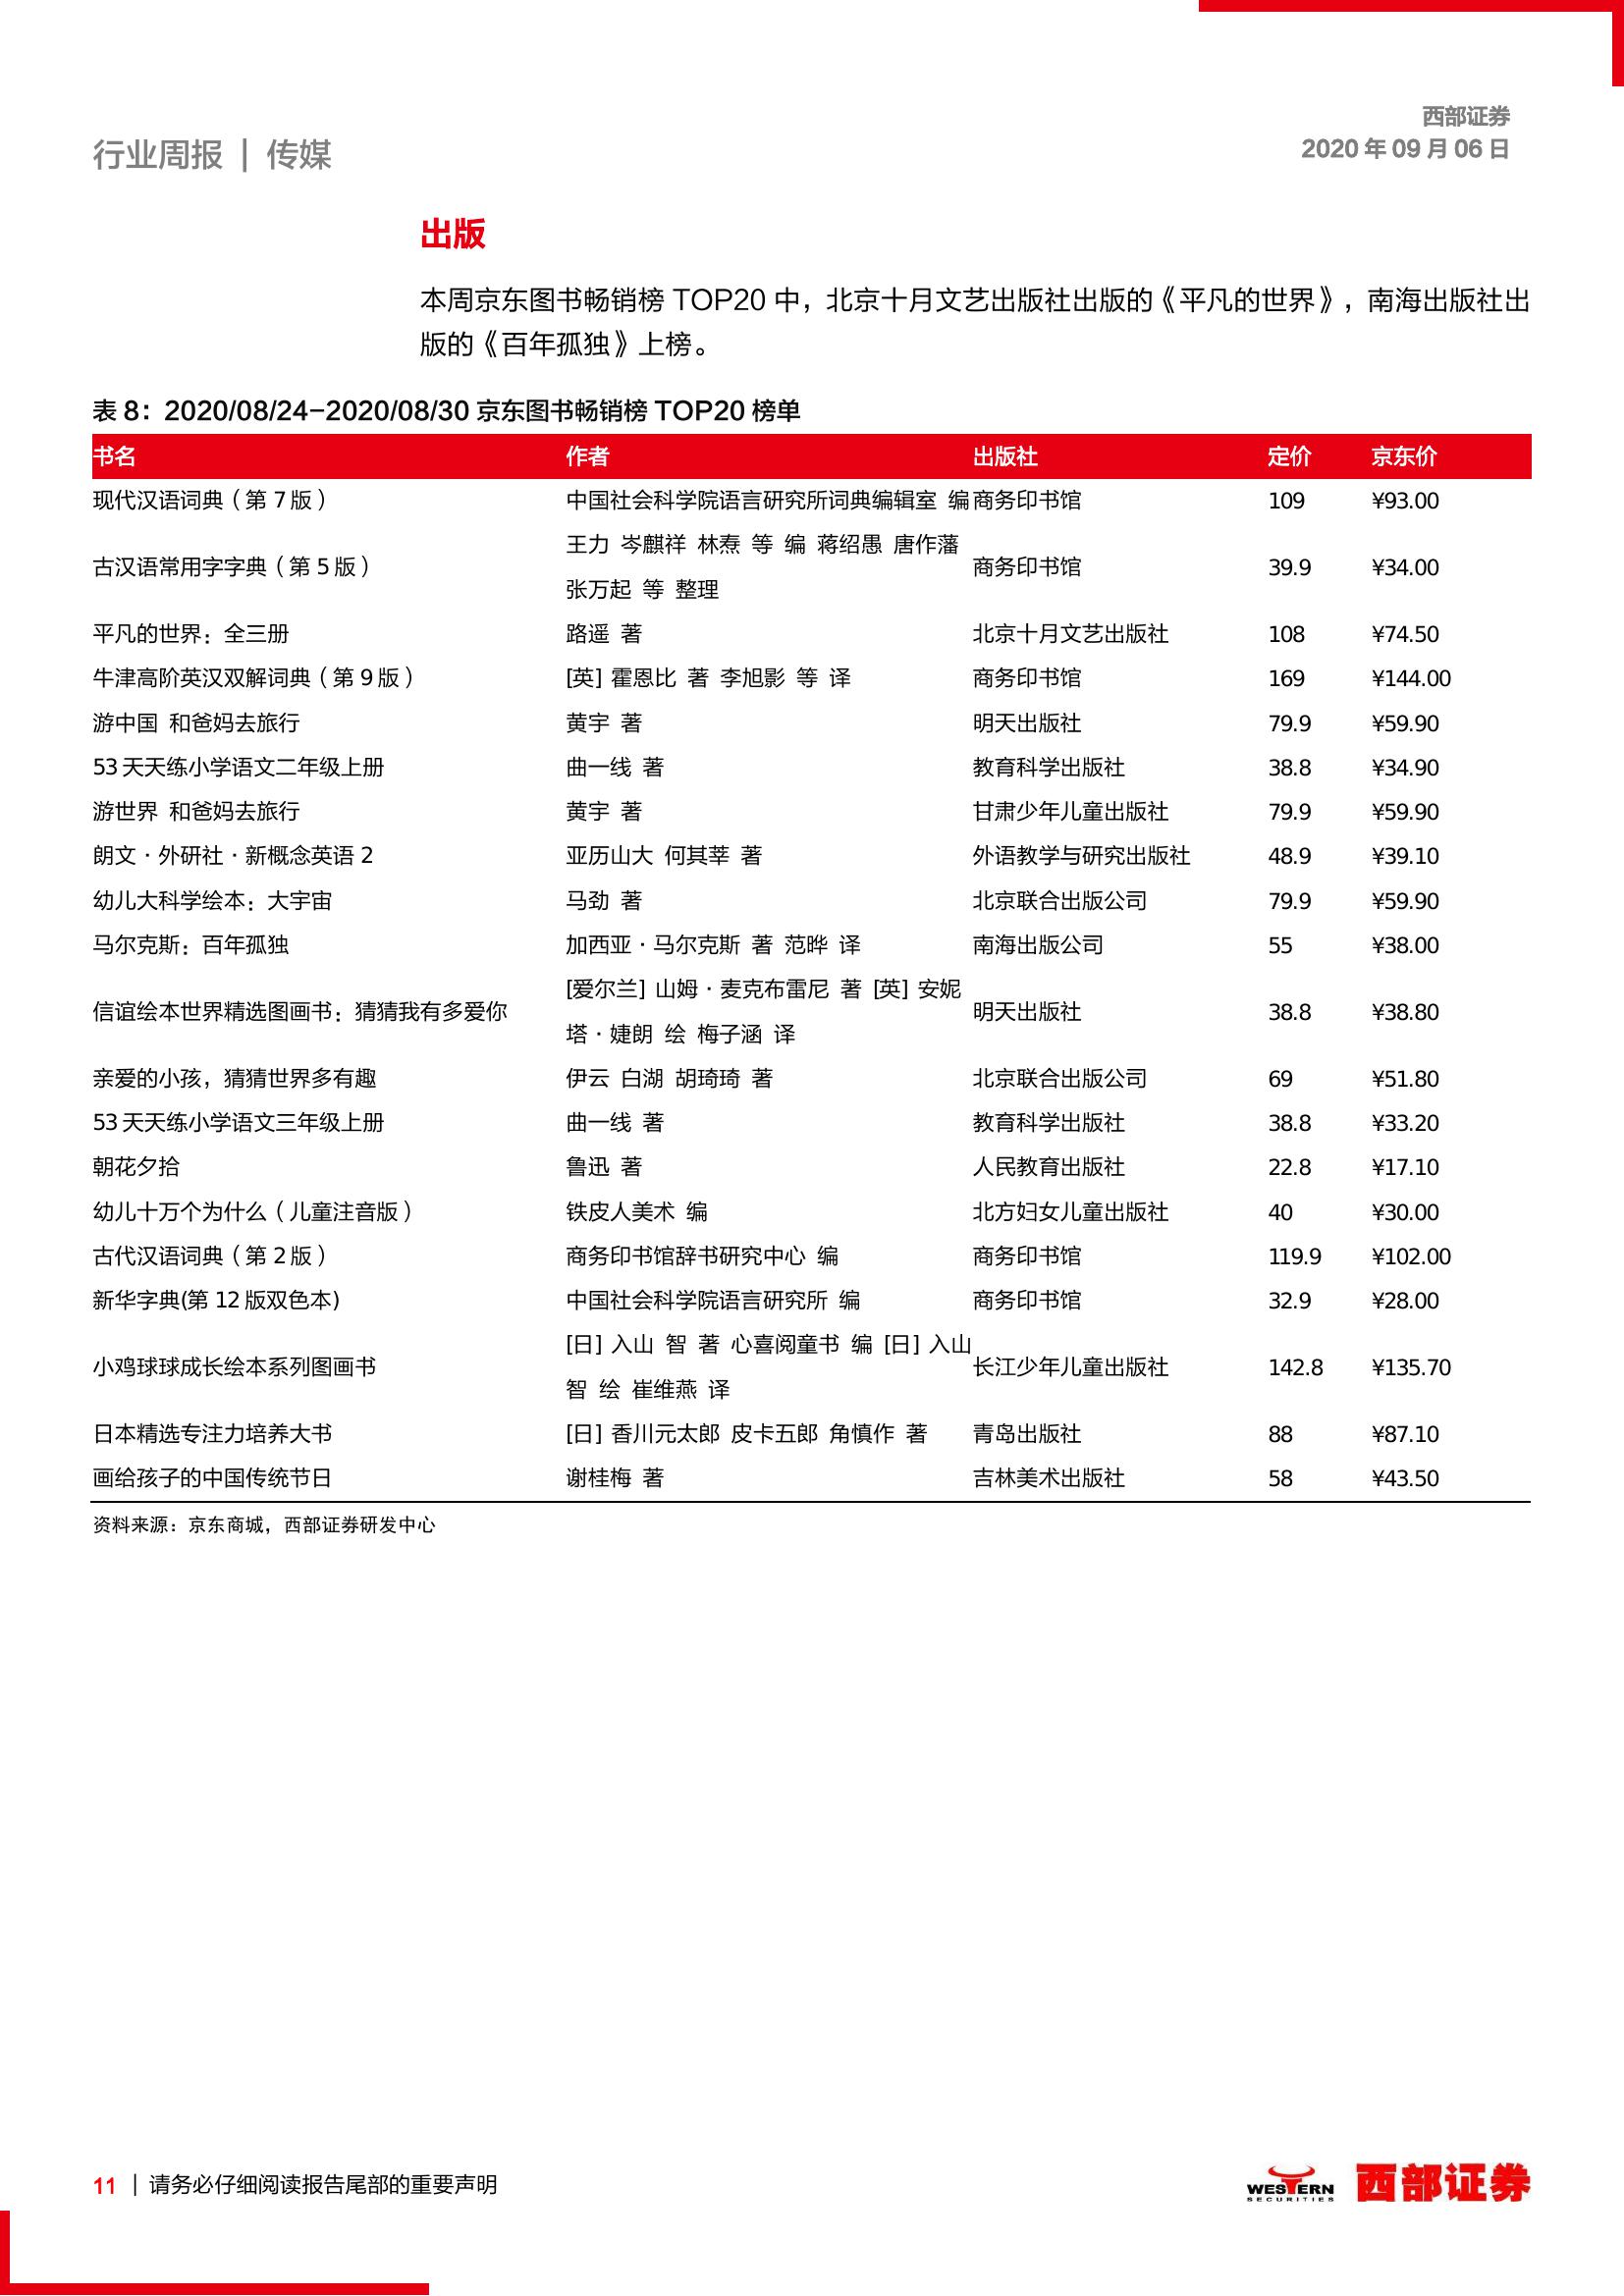 西部证券
行业周报 | 传媒
2020 年 09 月 06 日
出版
本周京东图书畅销榜 TOP20 中，北京十月文艺出版社出版的《平凡的世界》，南海出版社出
版的《百年孤独》上榜。
表 8：2020/08/24-2020/08/30 京东图书畅销榜 TOP20 榜单
书名 作者 出版社 定价 京东价
现代汉语词典（第 7 版） 中国社会科学院语言研究所词典编辑室 编 商务印书馆 109 ¥93.00
古汉语常用字字典（第 5 版） 王力 岑麒祥 林焘 等 编 蒋绍愚 唐作藩
张万起 等 整理 商务印书馆 39.9 ¥34.00
平凡的世界：全三册 路遥 著 北京十月文艺出版社 108 ¥74.50
牛津高阶英汉双解词典（第 9 版） [英] 霍恩比 著 李旭影 等 译 商务印书馆 169 ¥144.00
游中国 和爸妈去旅行 黄宇 著 明天出版社 79.9 ¥59.90
53 天天练小学语文二年级上册 曲一线 著 教育科学出版社 38.8 ¥34.90
游世界 和爸妈去旅行 黄宇 著 甘肃少年儿童出版社 79.9 ¥59.90
朗文·外研社·新概念英语 2 亚历山大 何其莘 著 外语教学与研究出版社 48.9 ¥39.10
幼儿大科学绘本：大宇宙 马劲 著 北京联合出版公司 79.9 ¥59.90
马尔克斯：百年孤独 加西亚·马尔克斯 著 范晔 译 南海出版公司 55 ¥38.00
信谊绘本世界精选图画书：猜猜我有多爱你 [爱尔兰] 山姆·麦克布雷尼 著 [英] 安妮
塔·婕朗 绘 梅子涵 译 明天出版社 38.8 ¥38.80
亲爱的小孩，猜猜世界多有趣 伊云 白湖 胡琦琦 著 北京联合出版公司 69 ¥51.80
53 天天练小学语文三年级上册 曲一线 著 教育科学出版社 38.8 ¥33.20
朝花夕拾 鲁迅 著 人民教育出版社 22.8 ¥17.10
幼儿十万个为什么（儿童注音版） 铁皮人美术 编 北方妇女儿童出版社 40 ¥30.00
古代汉语词典（第 2 版） 商务印书馆辞书研究中心 编 商务印书馆 119.9 ¥102.00
新华字典(第 12 版双色本) 中国社会科学院语言研究所 编 商务印书馆 32.9 ¥28.00
小鸡球球成长绘本系列图画书 [日] 入山 智 著 心喜阅童书 编 [日] 入山
智 绘 崔维燕 译 长江少年儿童出版社 142.8 ¥135.70
日本精选专注力培养大书 [日] 香川元太郎 皮卡五郎 角慎作 著 青岛出版社 88 ¥87.10
画给孩子的中国传统节日 谢桂梅 著 吉林美术出版社 58 ¥43.50
资料来源：京东商城，西部证券研发中心
11 | 请务必仔细阅读报告尾部的重要声明
WESTERN
SECURITIES
西部证券